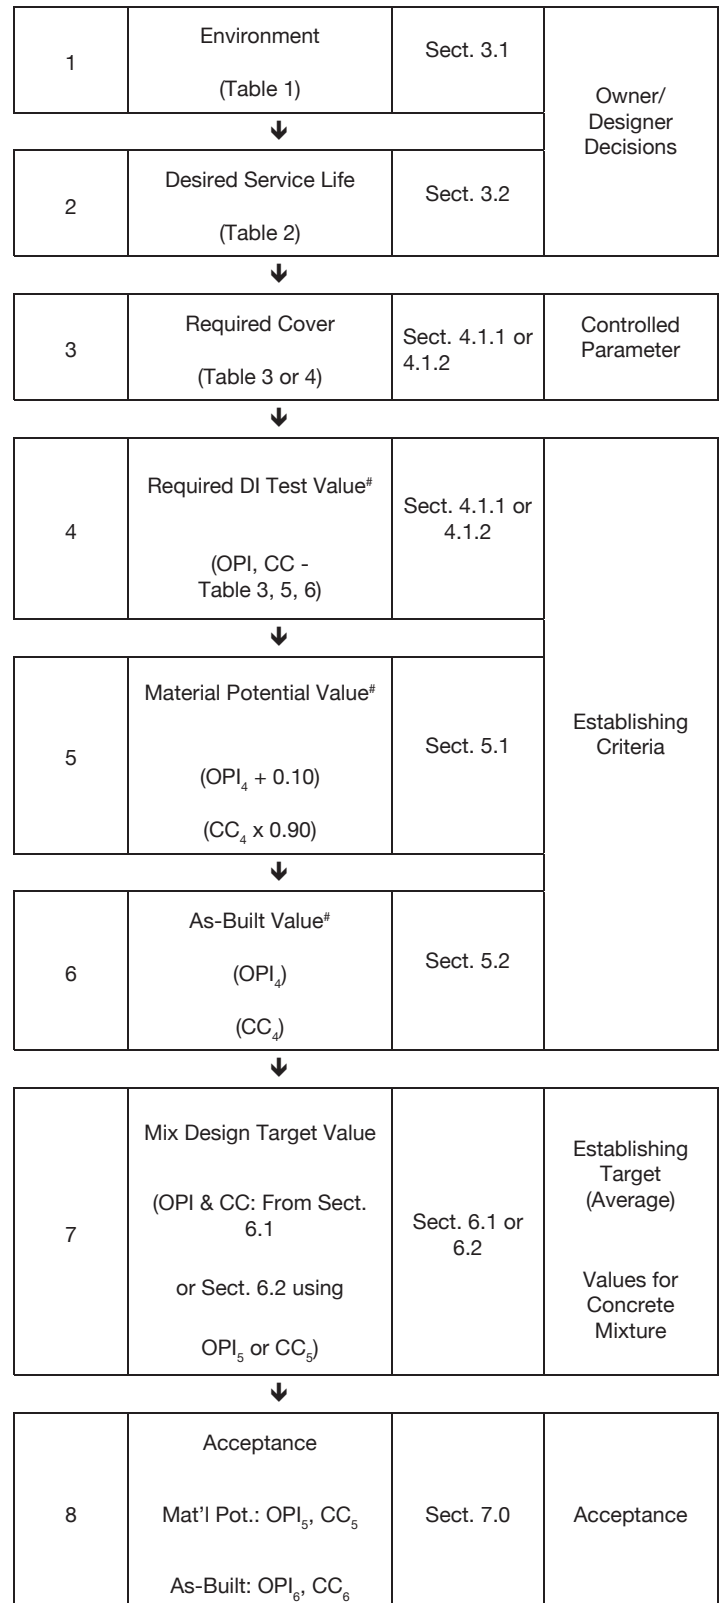 1
Environment
(Table 1)
Sect. 3.1
Owner/
Designer
Decisions
🡻
2
Desired Service Life
(Table 2)
Sect. 3.2
🡻
3
Required Cover
(Table 3 or 4)
Sect. 4.1.1 or
4.1.2
Controlled
Parameter
🡻
4
Required DI Test Value#
(OPI, CC -
Table 3, 5, 6)
Sect. 4.1.1 or
4.1.2
🡻
5
Material Potential Value#
(OPI₄ + 0.10)
(CC₄ x 0.90)
Sect. 5.1
Establishing
Criteria
🡻
6
As-Built Value#
(OPI₄)
(CC₄)
Sect. 5.2
🡻
7
Mix Design Target Value
(OPI & CC: From Sect.
6.1
or Sect. 6.2 using
OPI₅ or CC₅)
Sect. 6.1 or
6.2
Establishing
Target
(Average)
Values for
Concrete
Mixture
🡻
8
Acceptance
Mat'l Pot.: OPI₅, CC₅
As-Built: OPI₆, CC₆
Sect. 7.0
Acceptance